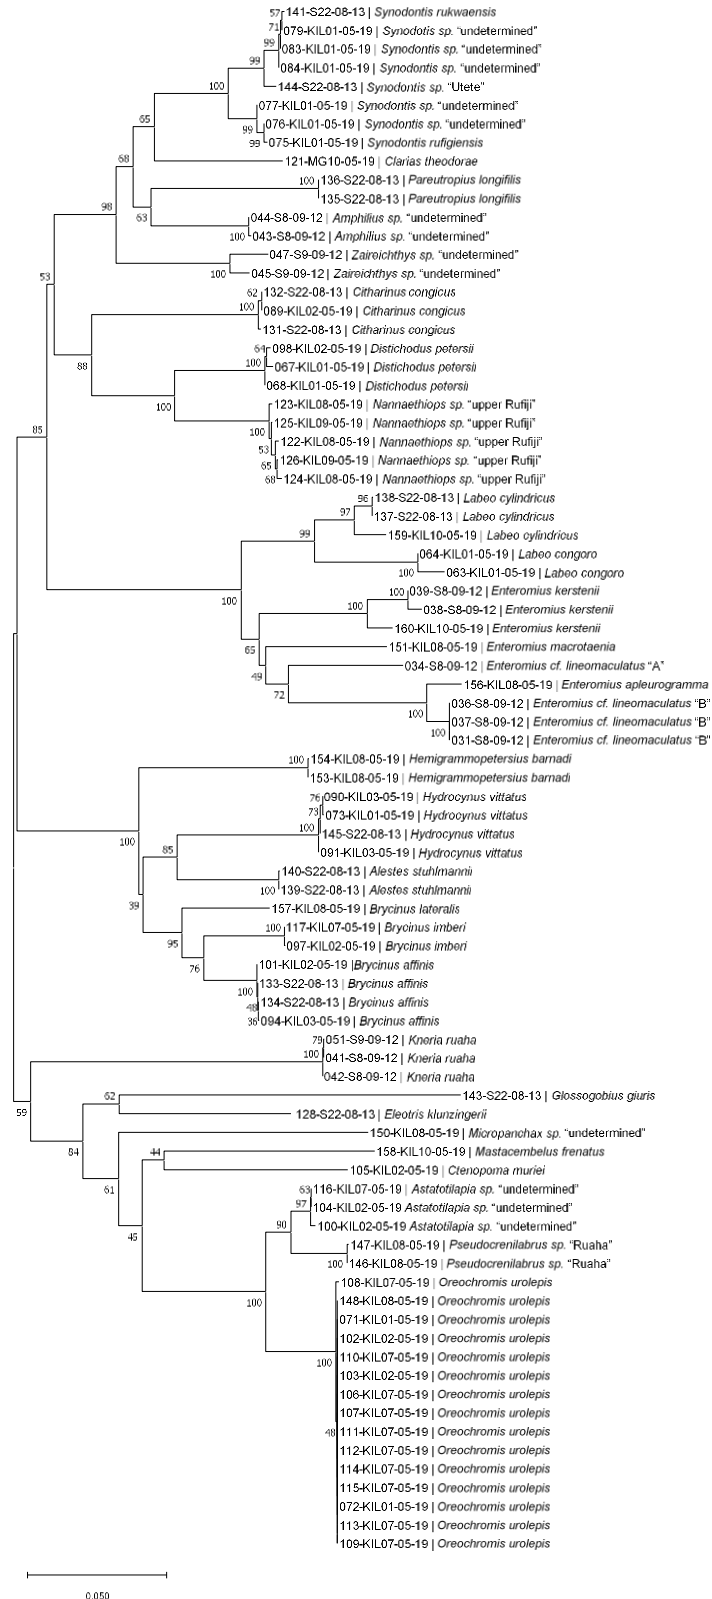 57
141-S22-08-13 | Synodontis rukwaensis
71
079-KIL01-05-19 | Synodotis sp. “undetermined”
99
083-KIL01-05-19 | Synodontis sp. “undetermined”
99
084-KIL01-05-19 | Synodontis sp. “undetermined”
144-S22-08-13 | Synodontis sp. “Utete”
100
077-KIL01-05-19 | Synodontis sp. “undetermined”
65
076-KIL01-05-19 | Synodontis sp. “undetermined”
99
99
075-KIL01-05-19 | Synodontis rufigiensis
68
121-MG10-05-19 | Clarias theodorae
100
136-S22-08-13 | Pareutropius longifilis
135-S22-08-13 | Pareutropius longifilis
98
63
044-S8-09-12 | Amphilius sp. “undetermined”
100
043-S8-09-12 | Amphilius sp. “undetermined”
047-S9-09-12 | Zaireichthys sp. “undetermined”
100
045-S9-09-12 | Zaireichthys sp. “undetermined”
53
62
132-S22-08-13 | Citharinus congicus
100
089-KIL02-05-19 | Citharinus congicus
131-S22-08-13 | Citharinus congicus
88
64
098-KIL02-05-19 | Distichodus petersii
100
067-KIL01-05-19 | Distichodus petersii
068-KIL01-05-19 | Distichodus petersii
100
123-KIL08-05-19 | Nannaethiops sp. “upper Rufiji”
125-KIL09-05-19 | Nannaethiops sp. “upper Rufiji”
85
100
122-KIL08-05-19 | Nannaethiops sp. “upper Rufiji”
53
126-KIL09-05-19 | Nannaethiops sp. “upper Rufiji”
65
68
124-KIL08-05-19 | Nannaethiops sp. “upper Rufiji”
96
138-S22-08-13 | Labeo cylindricus
97
137-S22-08-13 | Labeo cylindricus
99
159-KIL10-05-19 | Labeo cylindricus
064-KIL01-05-19 | Labeo congoro
100
063-KIL01-05-19 | Labeo congoro
100
100
039-S8-09-12 | Enteromius kerstenii
100
038-S8-09-12 | Enteromius kerstenii
160-KIL10-05-19 | Enteromius kerstenii
65
151-KIL08-05-19 | Enteromius macrotaenia
49
034-S8-09-12 | Enteromius cf. lineomaculatus “A”
72
156-KIL08-05-19 | Enteromius apleurogramma
100
036-S8-09-12 | Enteromius cf. lineomaculatus “B”
037-S8-09-12 | Enteromius cf. lineomaculatus “B”
100
031-S8-09-12 | Enteromius cf. lineomaculatus “B”
100
154-KIL08-05-19 | Hemigrammopetersius barnadi
153-KIL08-05-19 | Hemigrammopetersius barnadi
76
090-KIL03-05-19 | Hydrocynus vittatus
73
073-KIL01-05-19 | Hydrocynus vittatus
100
100
145-S22-08-13 | Hydrocynus vittatus
85
091-KIL03-05-19 | Hydrocynus vittatus
140-S22-08-13 | Alestes stuhlmannii
100
139-S22-08-13 | Alestes stuhlmannii
39
157-KIL08-05-19 | Brycinus lateralis
100
117-KIL07-05-19 | Brycinus imberi
95
097-KIL02-05-19 | Brycinus imberi
76
101-KIL02-05-19 |Brycinus affinis
133-S22-08-13 | Brycinus affinis
100
134-S22-08-13 | Brycinus affinis
48
36
094-KIL03-05-19 | Brycinus affinis
79
051-S9-09-12 | Kneria ruaha
100
041-S8-09-12 | Kneria ruaha
042-S8-09-12 | Kneria ruaha
59
62
143-S22-08-13 | Glossogobius giuris
128-S22-08-13 | Eleotris klunzingerii
84
150-KIL08-05-19 | Micropanchax sp. “undetermined”
44
158-KIL10-05-19 | Mastacembelus frenatus
105-KIL02-05-19 | Ctenopoma muriei
61
63
116-KIL07-05-19 | Astatotilapia sp. “undetermined”
97
104-KIL02-05-19 Astatotilapia sp. “undetermined”
90
100-KIL02-05-19 Astatotilapia sp. “undetermined”
45
147-KIL08-05-19 | Pseudocrenilabrus sp. “Ruaha”
100
146-KIL08-05-19 | Pseudocrenilabrus sp. “Ruaha”
108-KIL07-05-19 | Oreochromis urolepis
100
148-KIL08-05-19 | Oreochromis urolepis
071-KIL01-05-19 | Oreochromis urolepis
102-KIL02-05-19 | Oreochromis urolepis
110-KIL07-05-19 | Oreochromis urolepis
100
103-KIL02-05-19 | Oreochromis urolepis
106-KIL07-05-19 | Oreochromis urolepis
107-KIL07-05-19 | Oreochromis urolepis
48
111-KIL07-05-19 | Oreochromis urolepis
112-KIL07-05-19 | Oreochromis urolepis
114-KIL07-05-19 | Oreochromis urolepis
115-KIL07-05-19 | Oreochromis urolepis
072-KIL01-05-19 | Oreochromis urolepis
113-KIL07-05-19 | Oreochromis urolepis
109-KIL07-05-19 | Oreochromis urolepis
0.050